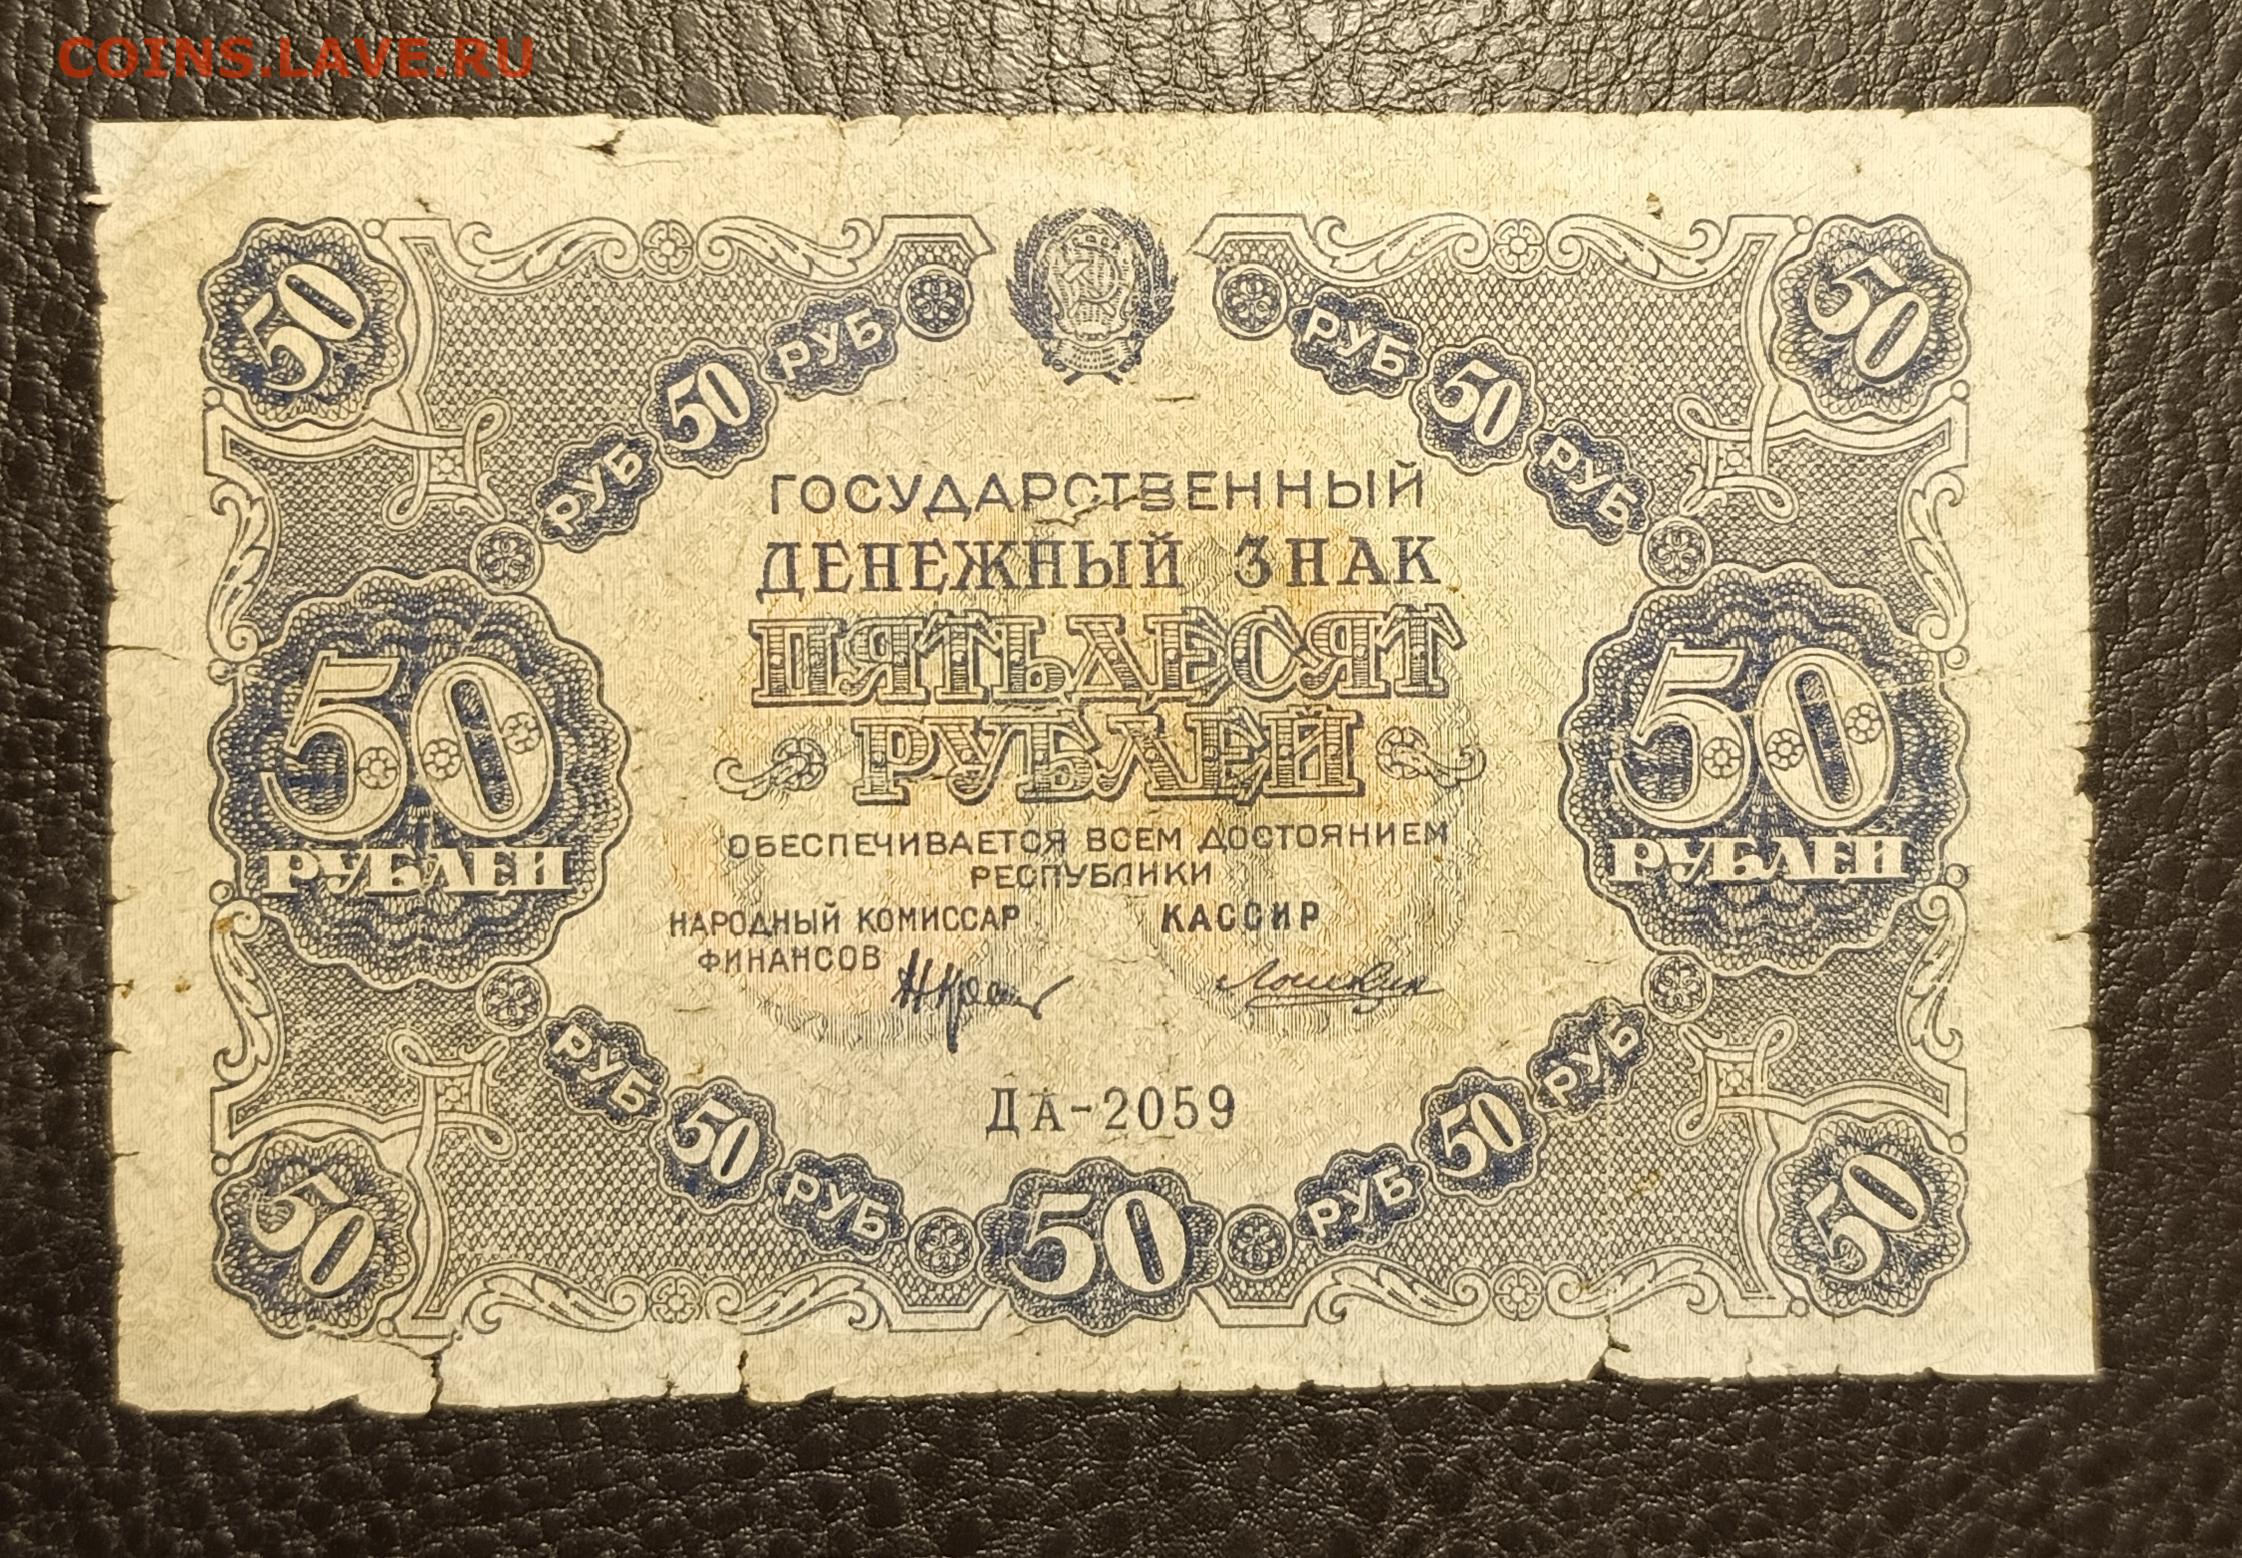 COINS.LAVE.RU
50 50
РУБ РУБ
50 50
РУБ РУБ
ГОСУДАРСТВЕННЫЙ
ДЕНЕЖНЫЙ ЗНАК
ПЯТЬДЕСЯТ
РУБЛЕЙ
50 50
РУБЛЕЙ РУБЛЕЙ
ОБЕСПЕЧИВАЕТСЯ ВСЕМ ДОСТОЯНИЕМ
РЕСПУБЛИКИ
НАРОДНЫЙ КОМИССАР КАССИР
ФИНАНСОВ
Лошкин
РУБ РУБ
ДА-2059
50 50
РУБ РУБ
50 50 50